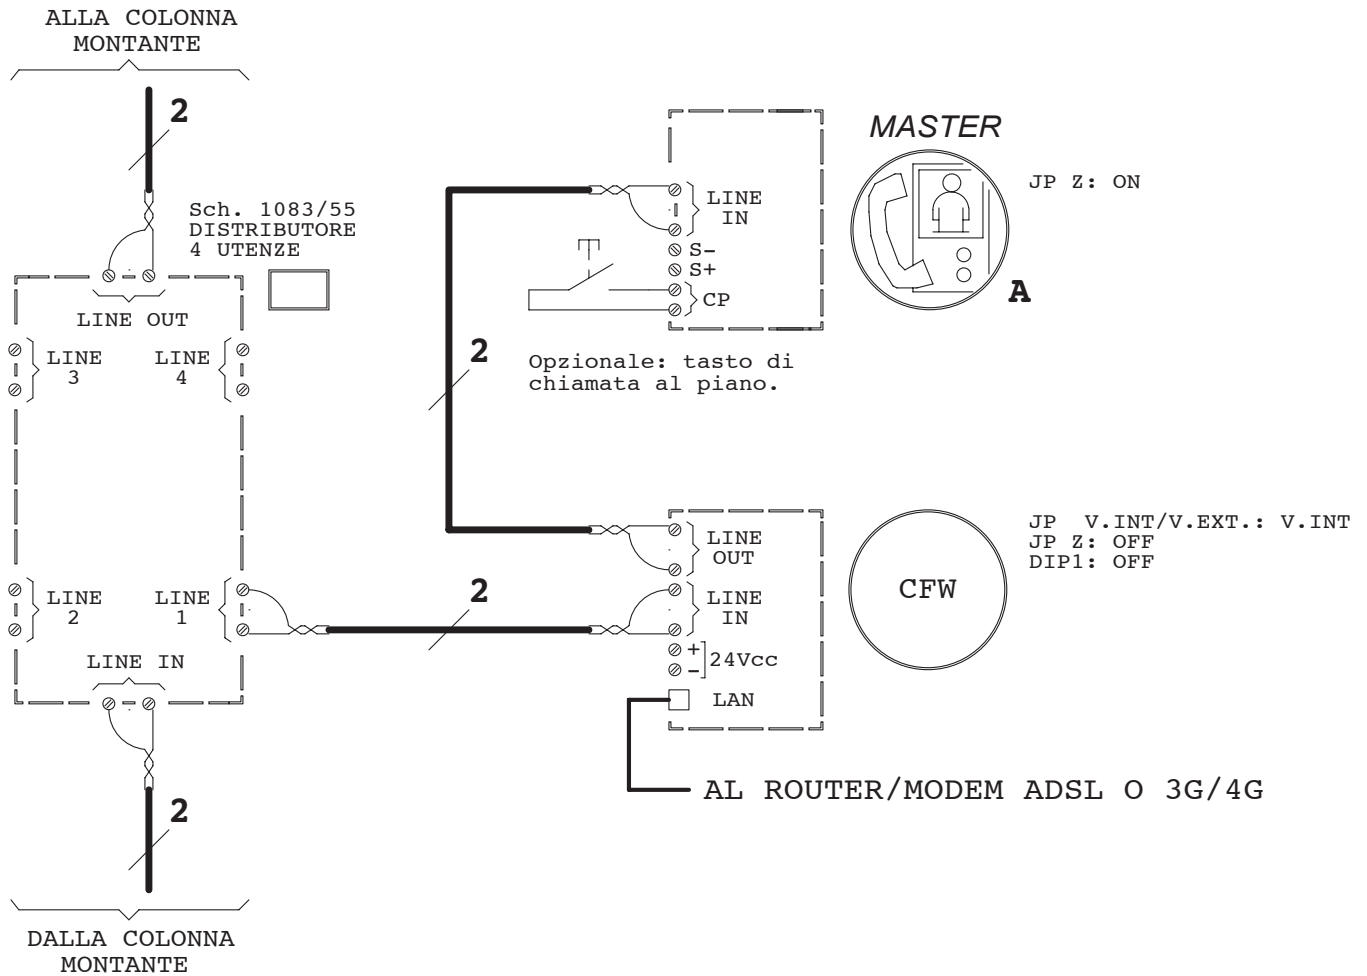 ALLA COLONNA
MONTANTE
2
Sch. 1083/55
DISTRIBUTORE
4 UTENZE
LINE OUT
LINE
3
LINE
4
LINE
2
LINE
1
LINE IN
2
DALLA COLONNA
MONTANTE
2
2
LINE
IN
S-
S+
CP
Opzionale: tasto di
chiamata al piano.
MASTER
JP Z: ON
A
LINE
OUT
LINE
IN
+
-
24Vcc
LAN
CFW
JP V.INT/V.EXT.: V.INT
JP Z: OFF
DIP1: OFF
AL ROUTER/MODEM ADSL O 3G/4G